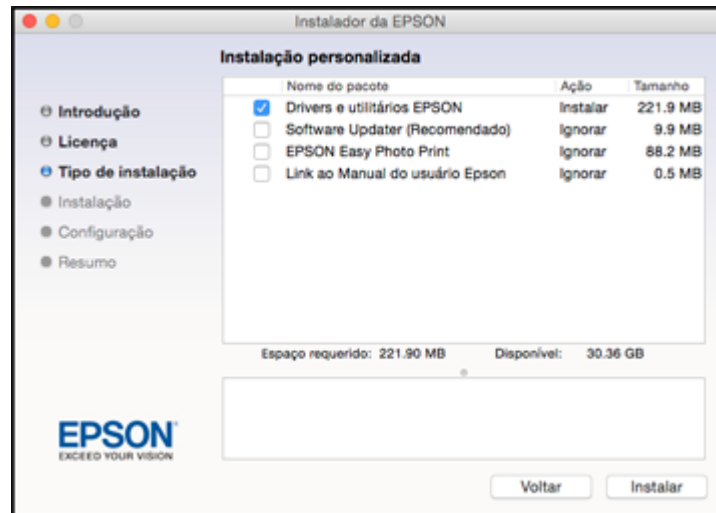 Instalador da EPSON
Instalação personalizada
Nome do pacote Ação Tamanho
Drivers e utilitários EPSON Instalar 221.9 MB
Software Updater (Recomendado) Ignorar 9.9 MB
EPSON Easy Photo Print Ignorar 88.2 MB
Link ao Manual do usuário Epson Ignorar 0.5 MB
Introdução
Licença
Tipo de instalação
Instalação
Configuração
Resumo
Espaço requerido: 221.90 MB Disponível: 30.36 GB
EPSON
EXCEED YOUR VISION
Voltar Instalar